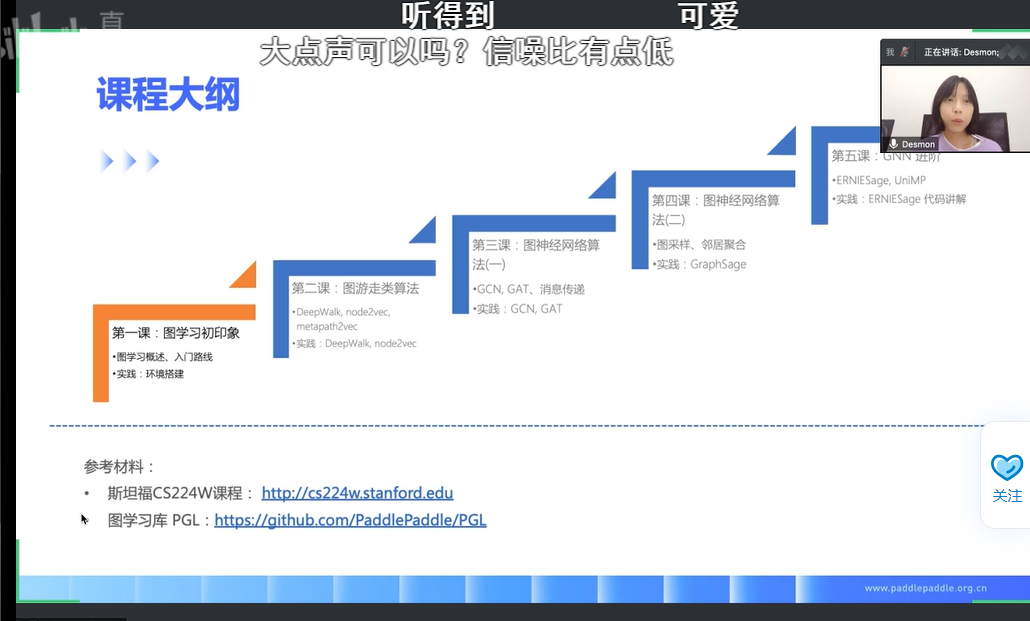 直
听得到
可爱
大点声可以吗？信噪比有点低
我
正在讲话: Desmon;
Desmon
课程大纲
第一课：图学习初印象
•图学习概述、入门路线
•实践：环境搭建
第二课：图游走类算法
•DeepWalk, node2vec,
metapath2vec
•实践：DeepWalk, node2vec
第三课：图神经网络算
法(一)
•GCN, GAT、消息传递
•实践：GCN, GAT
第四课：图神经网络算
法(二)
•图采样、邻居聚合
•实践：GraphSage
第五课：GNN 进阶
•ERNIESage, UniMP
•实践：ERNIESage 代码讲解
关注
参考材料：
• 斯坦福CS224W课程： http://cs224w.stanford.edu
图学习库 PGL：https://github.com/PaddlePaddle/PGL
www.paddlepaddle.org.cn